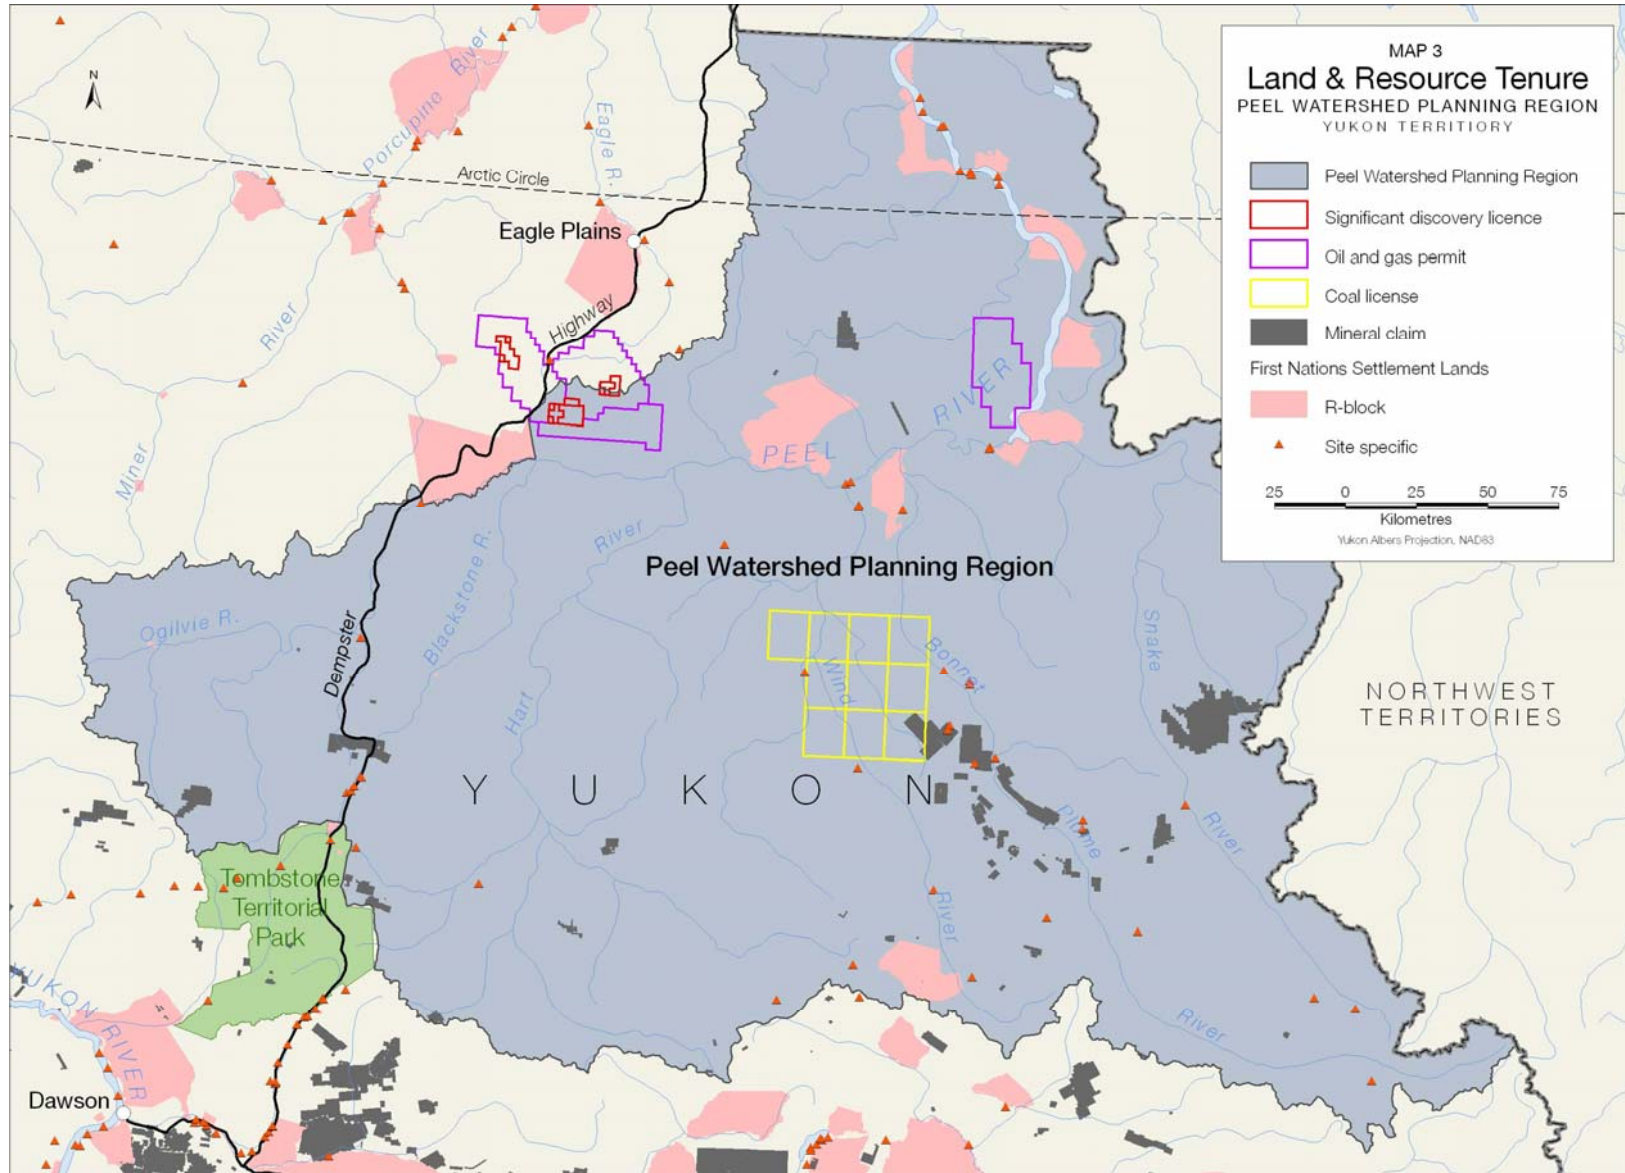 MAP 3
Land & Resource Tenure
PEEL WATERSHED PLANNING REGION
YUKON TERRITIORY
Peel Watershed Planning Region
Significant discovery licence
Oil and gas permit
Coal license
Mineral claim
First Nations Settlement Lands
R-block
Site specific
25 0 25 50 75
Kilometres
Yukon Albers Projection, NAD83
N
Porcupine River
Eagle R.
Arctic Circle
Eagle Plains
River
Highway
Miner
PEEL RIVER
River
Peel Watershed Planning Region
Ogilvie R.
Blackstone R.
Dempster
Hart
Wind
Bonnet
Snake
NORTHWEST
TERRITORIES
YUKON
Plume
River
River
River
Tombstone
Territorial
Park
YUKON RIVER
Dawson